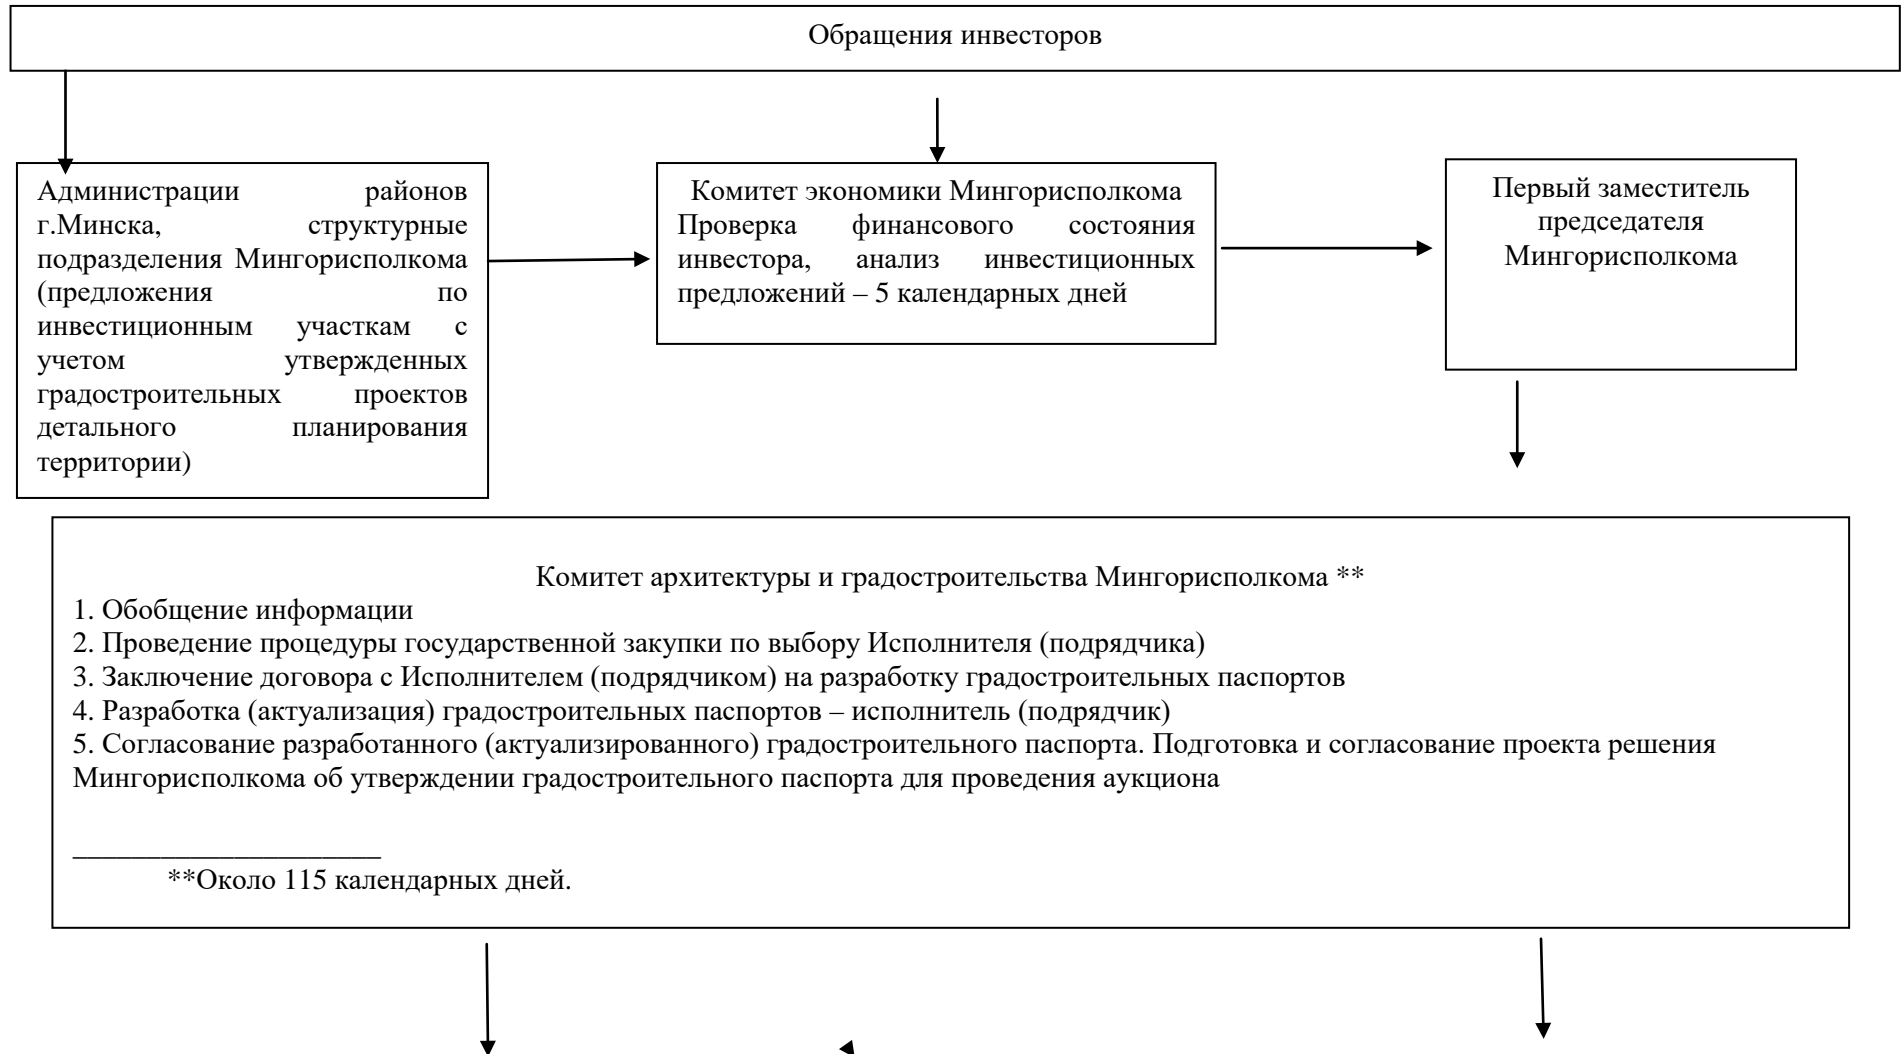 Обращения инвесторов
Администрации районов
г.Минска, структурные
подразделения Мингорисполкома
(предложения по
инвестиционным участкам с
учетом утвержденных
градостроительных проектов
детального планирования
территории)
Комитет экономики Мингорисполкома
Проверка финансового состояния
инвестора, анализ инвестиционных
предложений – 5 календарных дней
Первый заместитель
председателя
Мингорисполкома
Комитет архитектуры и градостроительства Мингорисполкома **
1. Обобщение информации
2. Проведение процедуры государственной закупки по выбору Исполнителя (подрядчика)
3. Заключение договора с Исполнителем (подрядчиком) на разработку градостроительных паспортов
4. Разработка (актуализация) градостроительных паспортов – исполнитель (подрядчик)
5. Согласование разработанного (актуализированного) градостроительного паспорта. Подготовка и согласование проекта решения
Мингорисполкома об утверждении градостроительного паспорта для проведения аукциона
**Около 115 календарных дней.